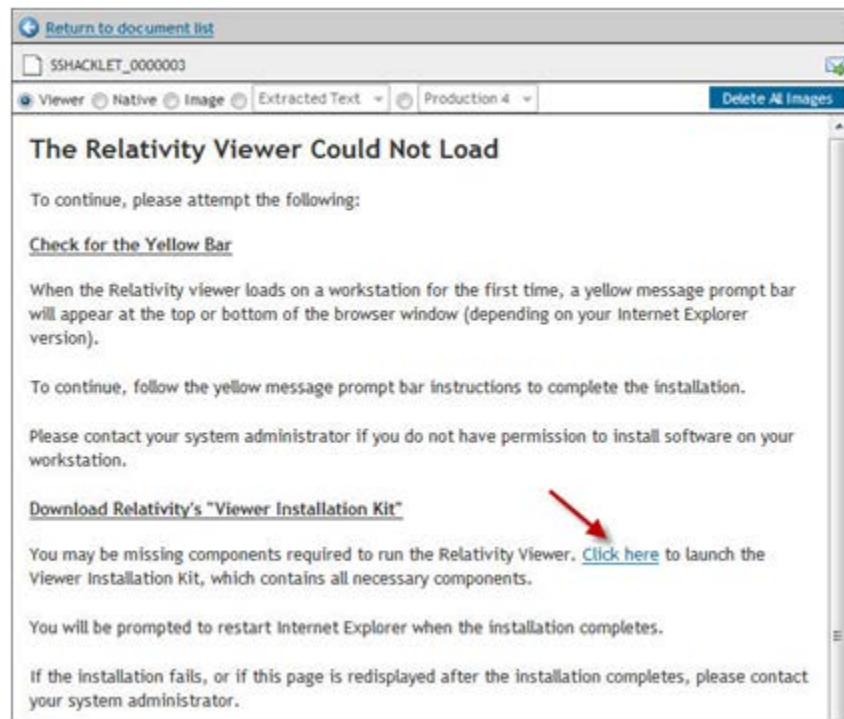 Return to document list
SSHACKLET_0000003
Viewer Native Image Extracted Text Production 4 Delete All Images
The Relativity Viewer Could Not Load
To continue, please attempt the following:
Check for the Yellow Bar
When the Relativity viewer loads on a workstation for the first time, a yellow message prompt bar
will appear at the top or bottom of the browser window (depending on your Internet Explorer
version).
To continue, follow the yellow message prompt bar instructions to complete the installation.
Please contact your system administrator if you do not have permission to install software on your
workstation.
Download Relativity's "Viewer Installation Kit"
You may be missing components required to run the Relativity Viewer. Click here to launch the
Viewer Installation Kit, which contains all necessary components.
You will be prompted to restart Internet Explorer when the installation completes.
If the installation fails, or if this page is redisplayed after the installation completes, please contact
your system administrator.